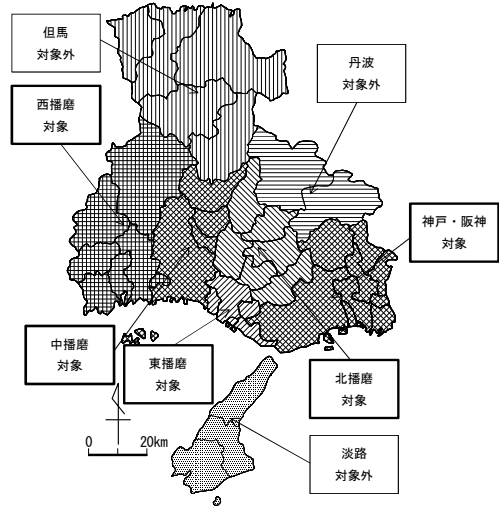 但馬
対象外
丹波
対象外
西播磨
対象
神戸・阪神
対象
中播磨
対象
東播磨
対象
北播磨
対象
0 20km
淡路
対象外